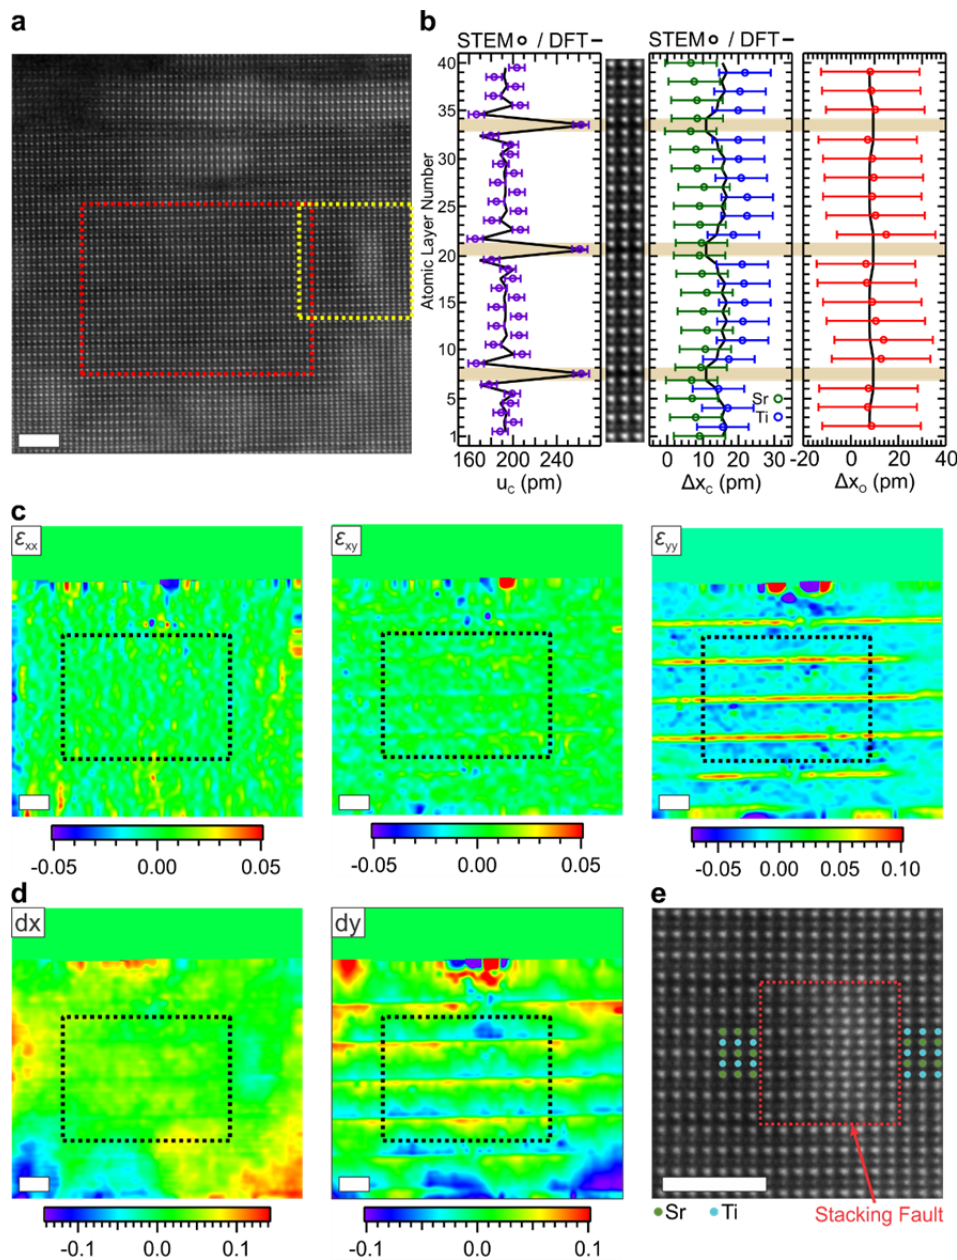 a
b
STEM o / DFT −
STEM o / DFT −
Atomic Layer Number
40
35
30
25
20
15
10
5
1
Sr o
Ti o
160 200 240
0 10 20 30
-20 0 20 40
u_c (pm)
Δx_c (pm)
Δx_o (pm)
c
ε_xx
ε_xy
ε_yy
-0.05 0.00 0.05
-0.05 0.00 0.05
-0.05 0.00 0.05 0.10
d
dx
dy
e
-0.1 0.0 0.1
-0.1 0.0 0.1
Sr Ti
Stacking Fault